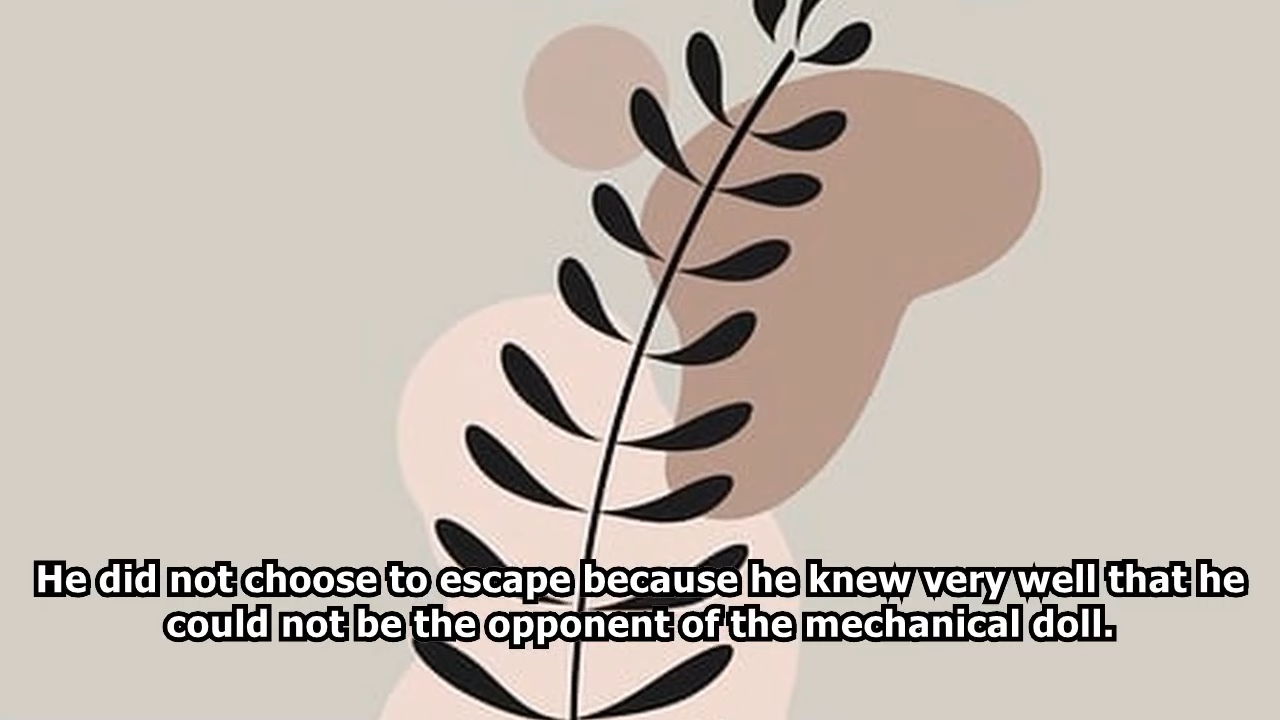 He did not choose to escape because he knew very well that he
could not be the opponent of the mechanical doll.